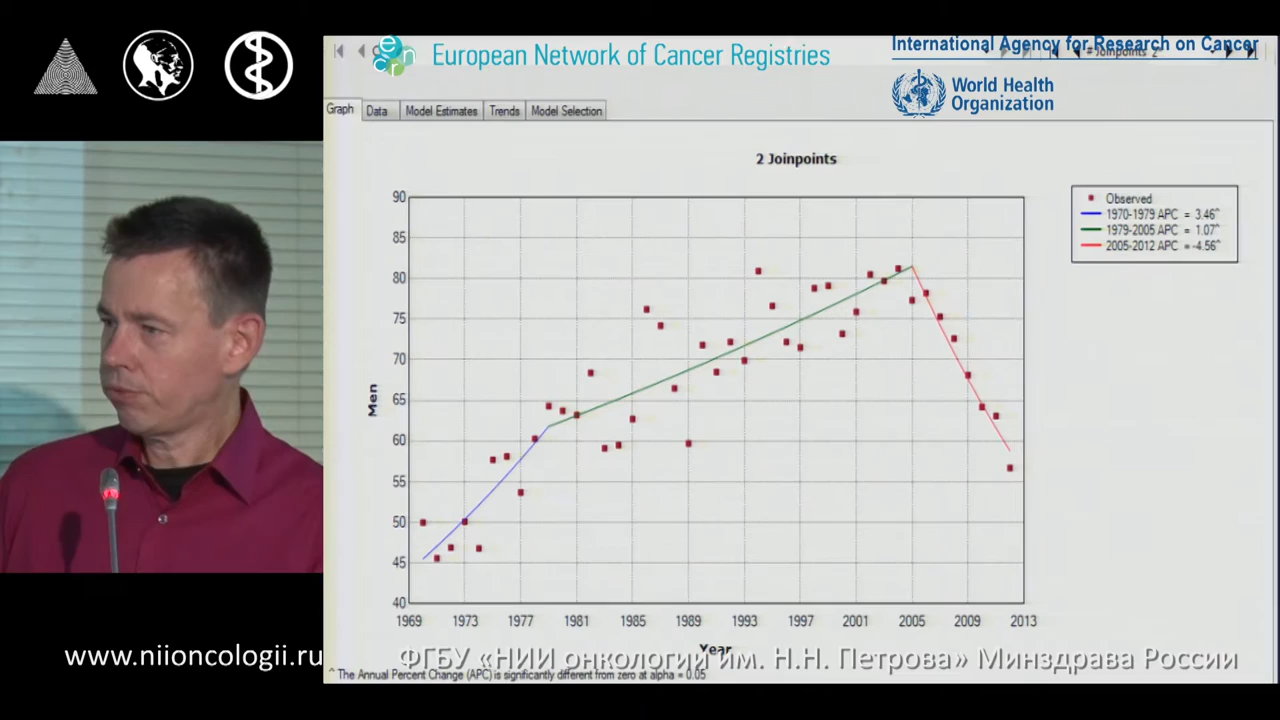 European Network of Cancer Registries
International Agency for Research on Cancer
# Joinpoints 2
World Health
Organization
Graph
Data
Model Estimates
Trends
Model Selection
2 Joinpoints
90
85
80
75
70
65
60
55
50
45
40
Men
1969
1973
1977
1981
1985
1989
1993
1997
2001
2005
2009
2013
Year
Observed
1970-1979 APC = 3.46^
1979-2005 APC = 1.07^
2005-2012 APC = -4.56^
www.niioncologii.ru
ФГБУ «НИИ онкологии им. Н.Н. Петрова» Минздрава России
^ The Annual Percent Change (APC) is significantly different from zero at alpha = 0.05